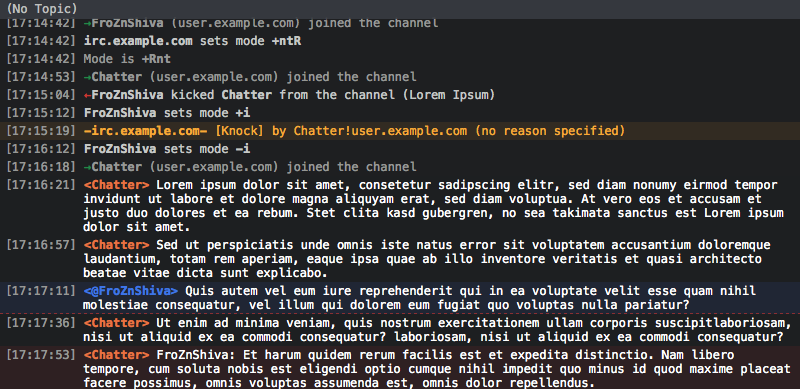 (No Topic)
[17:14:42] →FroZnShiva (user.example.com) joined the channel
[17:14:42] irc.example.com sets mode +ntR
[17:14:42] Mode is +Rnt
[17:14:53] →Chatter (user.example.com) joined the channel
[17:15:04] ←FroZnShiva kicked Chatter from the channel (Lorem Ipsum)
[17:15:12] FroZnShiva sets mode +i
[17:15:19] -irc.example.com- [Knock] by Chatter!user.example.com (no reason specified)
[17:16:12] FroZnShiva sets mode -i
[17:16:18] →Chatter (user.example.com) joined the channel
[17:16:21] <Chatter> Lorem ipsum dolor sit amet, consetetur sadipscing elitr, sed diam nonumy eirmod tempor
invidunt ut labore et dolore magna aliquyam erat, sed diam voluptua. At vero eos et accusam et
justo duo dolores et ea rebum. Stet clita kasd gubergren, no sea takimata sanctus est Lorem ipsum
dolor sit amet.
[17:16:57] <Chatter> Sed ut perspiciatis unde omnis iste natus error sit voluptatem accusantium doloremque
laudantium, totam rem aperiam, eaque ipsa quae ab illo inventore veritatis et quasi architecto
beatae vitae dicta sunt explicabo.
[17:17:11] <@FroZnShiva> Quis autem vel eum iure reprehenderit qui in ea voluptate velit esse quam nihil
molestiae consequatur, vel illum qui dolorem eum fugiat quo voluptas nulla pariatur?
[17:17:36] <Chatter> Ut enim ad minima veniam, quis nostrum exercitationem ullam corporis suscipitlaboriosam,
nisi ut aliquid ex ea commodi consequatur? laboriosam, nisi ut aliquid ex ea commodi consequatur?
[17:17:53] <Chatter> FroZnShiva: Et harum quidem rerum facilis est et expedita distinctio. Nam libero
tempore, cum soluta nobis est eligendi optio cumque nihil impedit quo minus id quod maxime placeat
facere possimus, omnis voluptas assumenda est, omnis dolor repellendus.